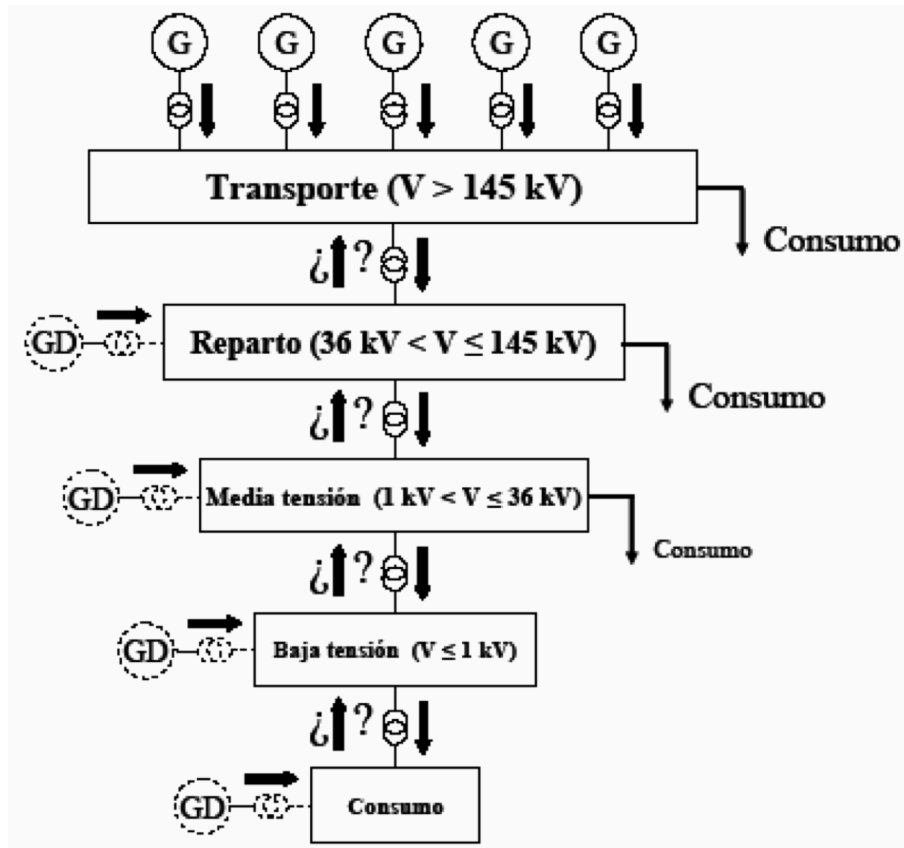 G G G G G
Transporte (V > 145 kV)
Consumo
¿ ?
GD
Reparto (36 kV < V ≤ 145 kV)
Consumo
¿ ?
GD
Media tensión (1 kV < V ≤ 36 kV)
Consumo
¿ ?
GD
Baja tensión (V ≤ 1 kV)
¿ ?
GD
Consumo